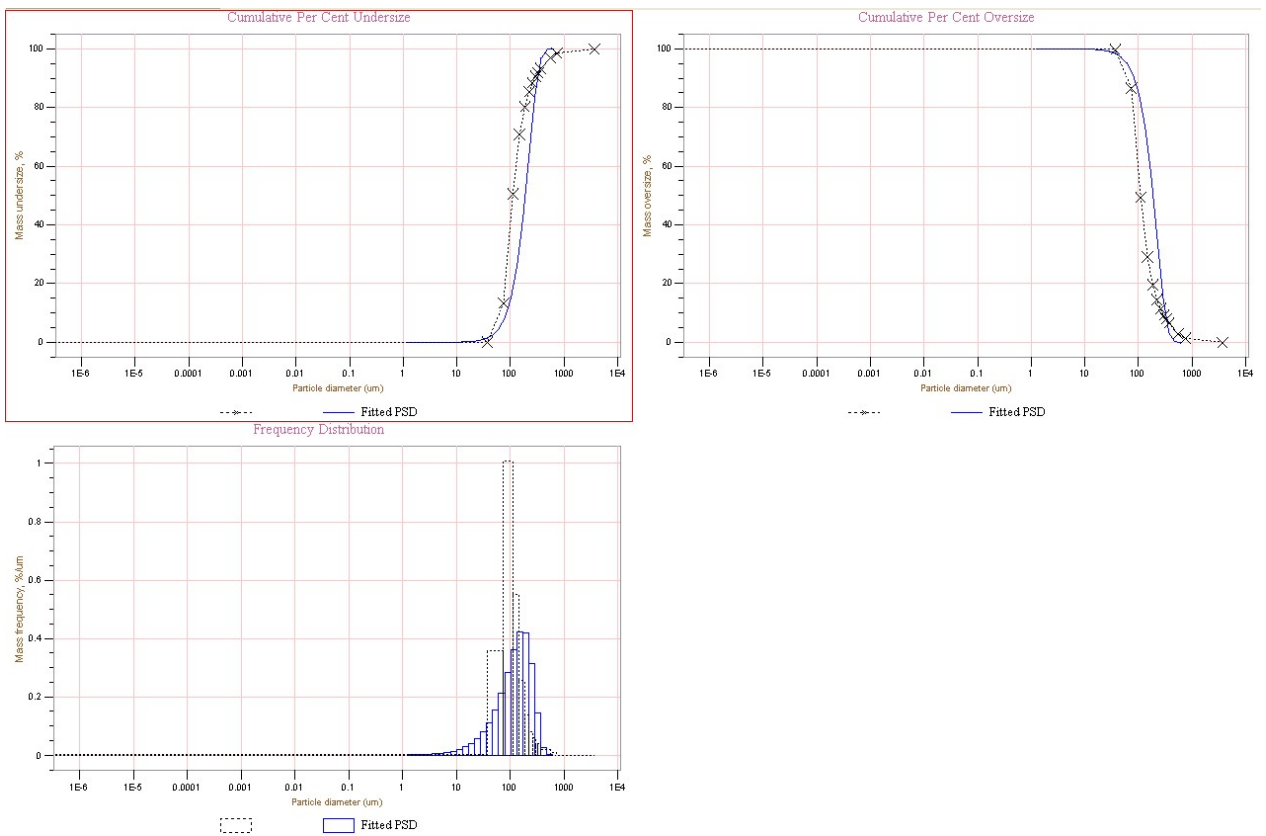 Cumulative Per Cent Undersize
100
80
60
40
20
0
Mass undersize, %
1E-6 1E-5 0.0001 0.001 0.01 0.1 1 10 100 1000 1E4
Particle diameter (um)
Fitted PSD
Cumulative Per Cent Oversize
100
80
60
40
20
0
Mass oversize, %
1E-6 1E-5 0.0001 0.001 0.01 0.1 1 10 100 1000 1E4
Particle diameter (um)
Fitted PSD
Frequency Distribution
1
0.8
0.6
0.4
0.2
0
Mass frequency, %/um
1E-6 1E-5 0.0001 0.001 0.01 0.1 1 10 100 1000 1E4
Particle diameter (um)
Fitted PSD